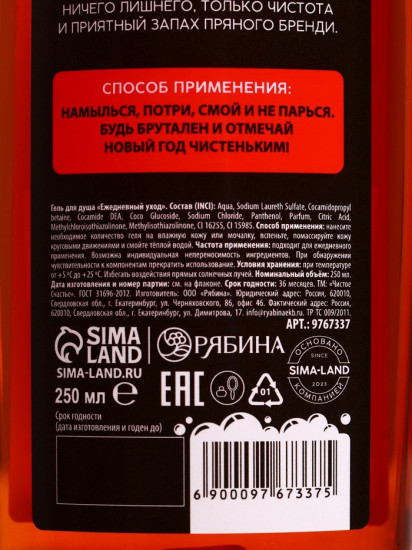 НИЧЕГО ЛИШНЕГО, ТОЛЬКО ЧИСТОТА
И ПРИЯТНЫЙ ЗАПАХ ПРЯНОГО БРЕНДИ.
СПОСОБ ПРИМЕНЕНИЯ:
НАМЫЛЬСЯ, ПОТРИ, СМОЙ И НЕ ПАРЬСЯ.
БУДЬ БРУТАЛЕН И ОТМЕЧАЙ
НОВЫЙ ГОД ЧИСТЕНЬКИМ!
Гель для душа «Ежедневный уход». Состав (INCI): Aqua, Sodium Laureth Sulfate, Cocamidopropyl
betaine, Cocamide DEA, Coco Glucoside, Sodium Chloride, Panthenol, Parfum, Citric Acid,
Methylchloroisothiazolinone, Methylisothiazolinone, CI 16255, CI 15985. Способ применения: нанесите
необходимое количество геля на влажную кожу или мочалку, вспеньте, помассируйте кожу
круговыми движениями и смойте тёплой водой. Частота применения: подходит для ежедневного
применения. Возможна индивидуальная непереносимость ингредиентов. При обнаружении
чувствительности к компонентам прекратить использование. Условия хранения: при температуре
от +5 °C до +25 °C. Избегать воздействия прямых солнечных лучей. Номинальный объём: 250 мл.
Дата изготовления и номер партии: см. на флаконе. Срок годности: 36 месяцев. ТМ: «Чистое
Счастье». ГОСТ 31696-2012. Изготовитель: ООО «Рябина». Юридический адрес: Россия, 620000,
Свердловская обл., г. Екатеринбург, ул. Черняховского, 86, офис 46. Фактический адрес: Россия,
620000, Свердловская обл., г. Екатеринбург, ул. Димитрова, 17. info@ryabinaekb.ru ТР ТС 009/2011.
АРТ.: 9767337
SIMA
LAND
SIMA-LAND.RU
РЯБИНА
ОСНОВАНО
SINCE
SIMA-LAND
2023
КОМПАНИЕЙ
250 мл e
EAC
01
Срок годности
(дата изготовления и годен до)
6 900097 673375